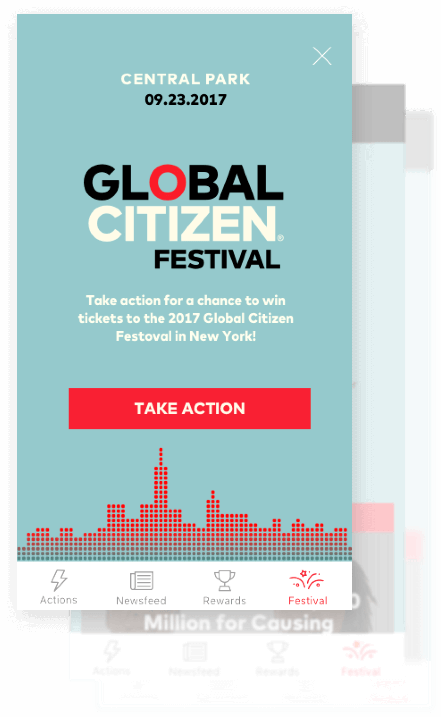 CENTRAL PARK
09.23.2017
GLOBAL
CITIZEN®
FESTIVAL
Take action for a chance to win
tickets to the 2017 Global Citizen
Festoval in New York!
TAKE ACTION
Actions
Newsfeed
Rewards
Festival
Million for Causing
Actions
Newsfeed
Rewards
Festival